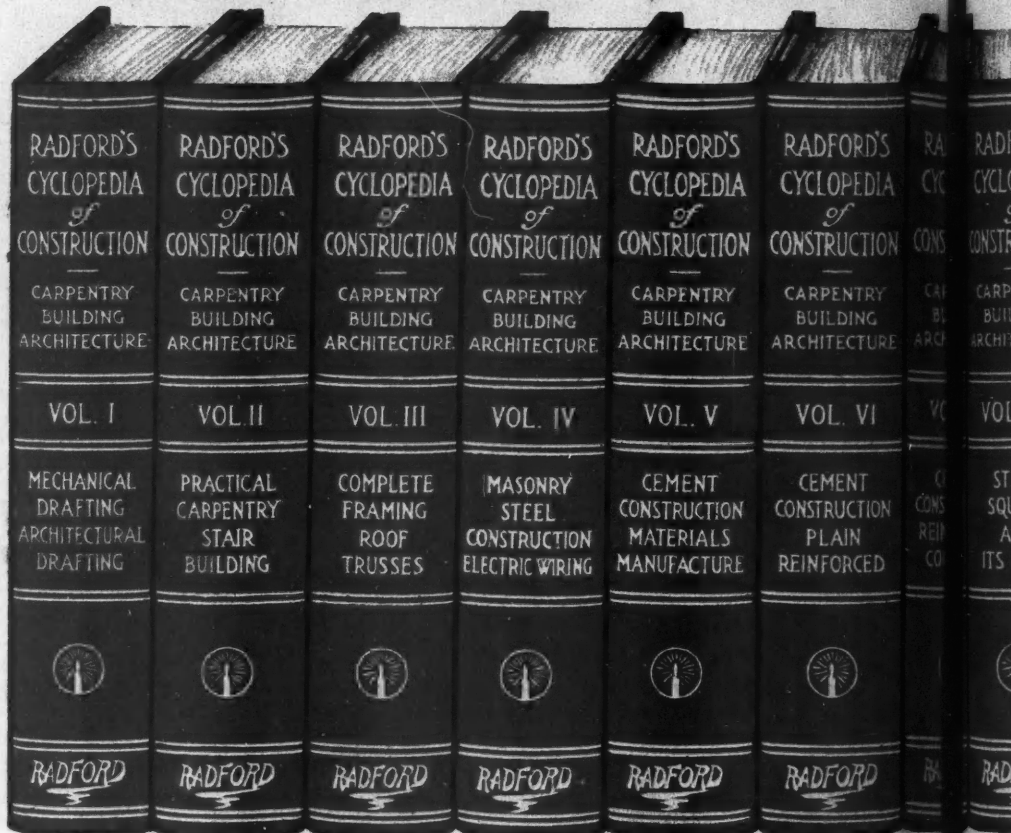 RADFORD'S
CYCLOPEDIA
of
CONSTRUCTION
CARPENTRY
BUILDING
ARCHITECTURE
VOL. I
MECHANICAL
DRAFTING
ARCHITECTURAL
DRAFTING
RADFORD
RADFORD'S
CYCLOPEDIA
of
CONSTRUCTION
CARPENTRY
BUILDING
ARCHITECTURE
VOL. II
PRACTICAL
CARPENTRY
STAIR
BUILDING
RADFORD
RADFORD'S
CYCLOPEDIA
of
CONSTRUCTION
CARPENTRY
BUILDING
ARCHITECTURE
VOL. III
COMPLETE
FRAMING
ROOF
TRUSSES
RADFORD
RADFORD'S
CYCLOPEDIA
of
CONSTRUCTION
CARPENTRY
BUILDING
ARCHITECTURE
VOL. IV
MASONRY
STEEL
CONSTRUCTION
ELECTRIC WIRING
RADFORD
RADFORD'S
CYCLOPEDIA
of
CONSTRUCTION
CARPENTRY
BUILDING
ARCHITECTURE
VOL. V
CEMENT
CONSTRUCTION
MATERIALS
MANUFACTURE
RADFORD
RADFORD'S
CYCLOPEDIA
of
CONSTRUCTION
CARPENTRY
BUILDING
ARCHITECTURE
VOL. VI
CEMENT
CONSTRUCTION
PLAIN
REINFORCED
RADFORD
ITS